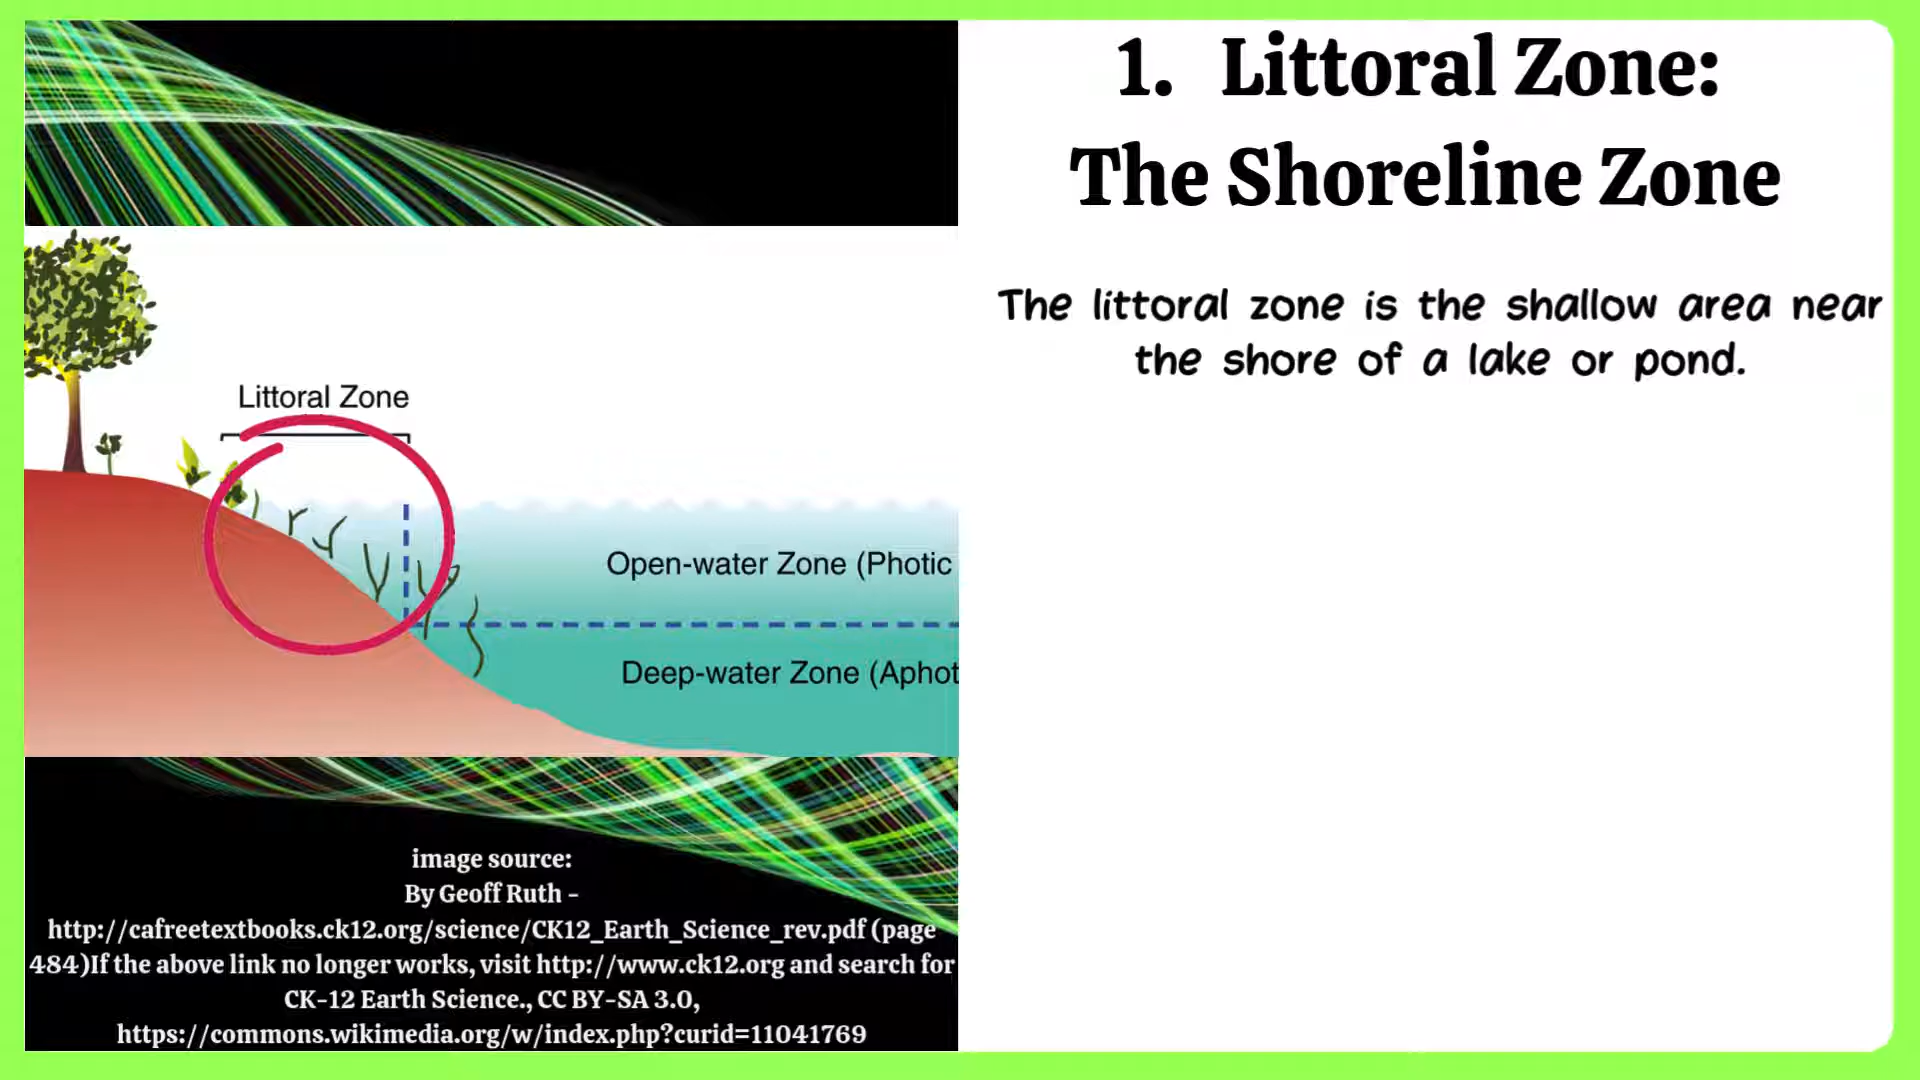 1. Littoral Zone:
The Shoreline Zone
The littoral zone is the shallow area near
the shore of a lake or pond.
Littoral Zone
Open-water Zone (Photic
Deep-water Zone (Aphot
image source:
By Geoff Ruth -
http://cafreetextbooks.ck12.org/science/CK12_Earth_Science_rev.pdf (page
484)If the above link no longer works, visit http://www.ck12.org and search for
CK-12 Earth Science., CC BY-SA 3.0,
https://commons.wikimedia.org/w/index.php?curid=11041769